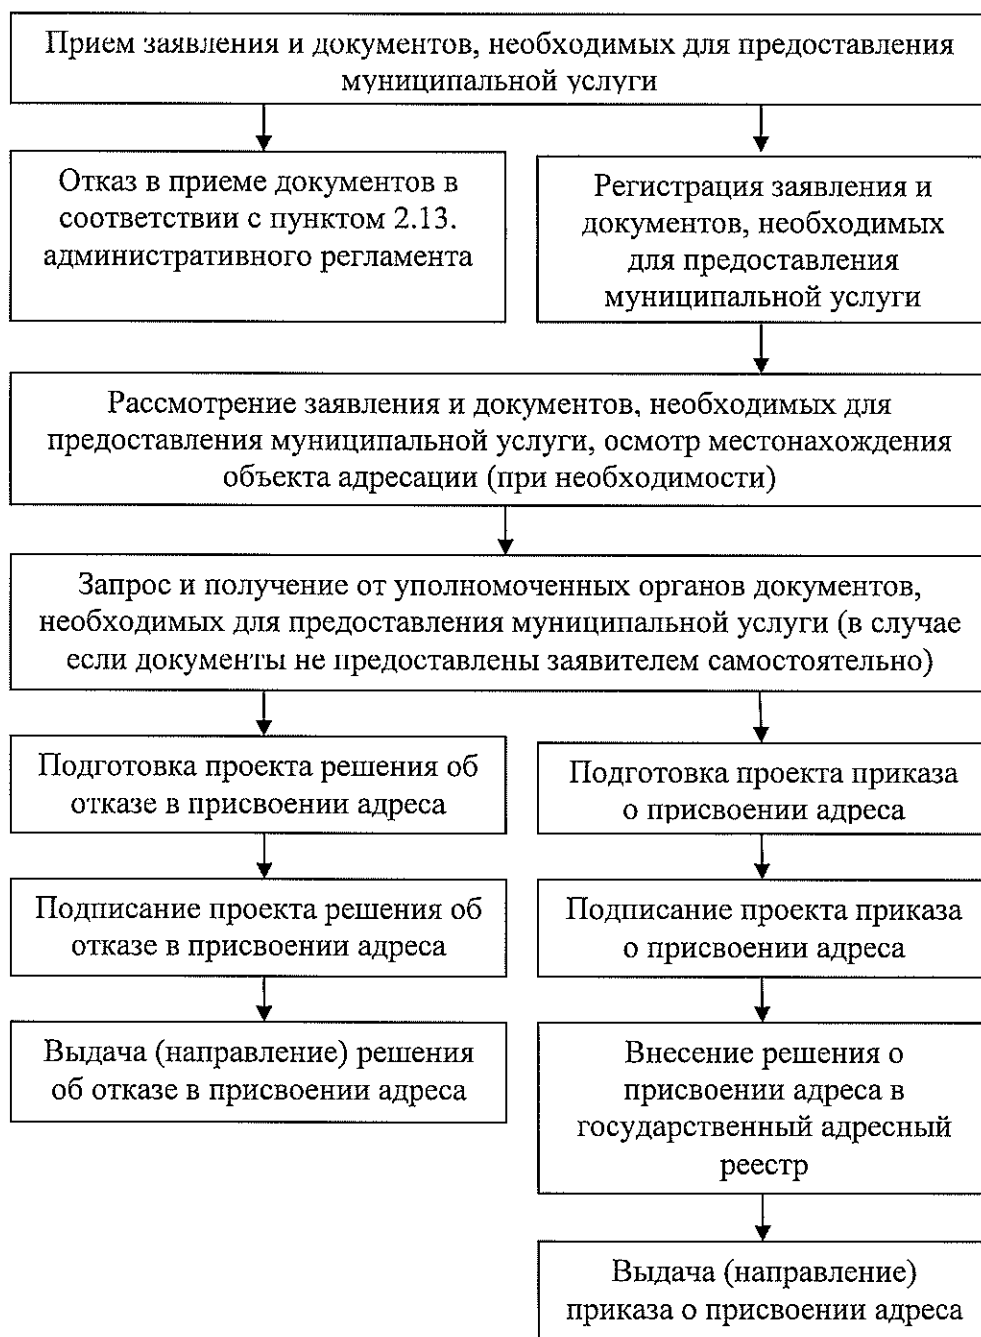 Прием заявления и документов, необходимых для предоставления
муниципальной услуги
Отказ в приеме документов в
соответствии с пунктом 2.13.
административного регламента
Регистрация заявления и
документов, необходимых
для предоставления
муниципальной услуги
Рассмотрение заявления и документов, необходимых для
предоставления муниципальной услуги, осмотр местонахождения
объекта адресации (при необходимости)
Запрос и получение от уполномоченных органов документов,
необходимых для предоставления муниципальной услуги (в случае
если документы не предоставлены заявителем самостоятельно)
Подготовка проекта решения об
отказе в присвоении адреса
Подготовка проекта приказа
о присвоении адреса
Подписание проекта решения об
отказе в присвоении адреса
Подписание проекта приказа
о присвоении адреса
Выдача (направление) решения
об отказе в присвоении адреса
Внесение решения о
присвоении адреса в
государственный адресный
реестр
Выдача (направление)
приказа о присвоении адреса